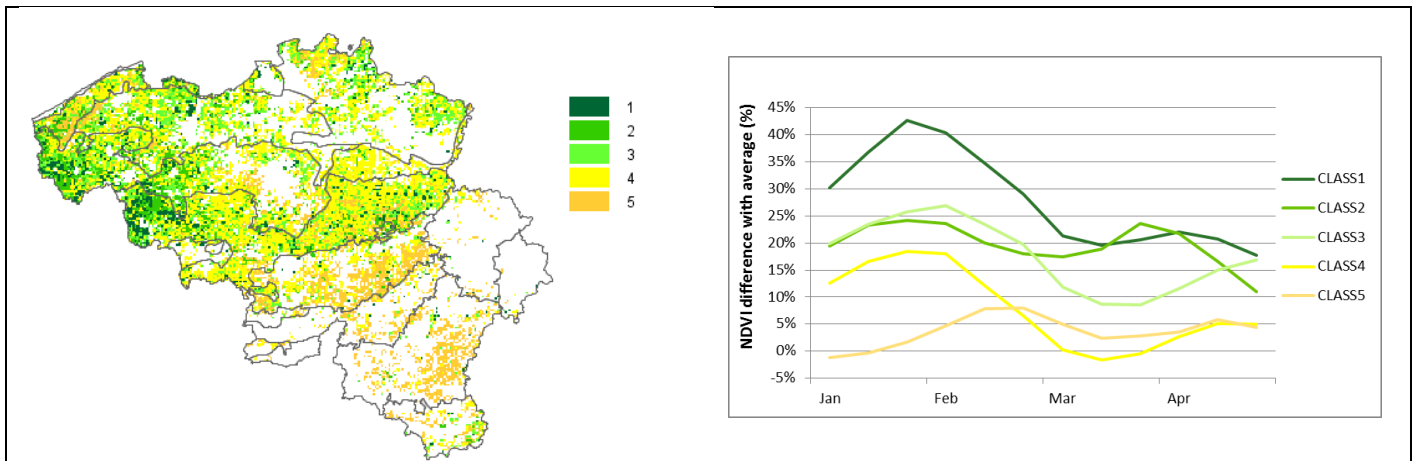 1
2
3
4
5
NDVI difference with average (%)
45%
40%
35%
30%
25%
20%
15%
10%
5%
0%
-5%
Jan Feb Mar Apr
CLASS1
CLASS2
CLASS3
CLASS4
CLASS5